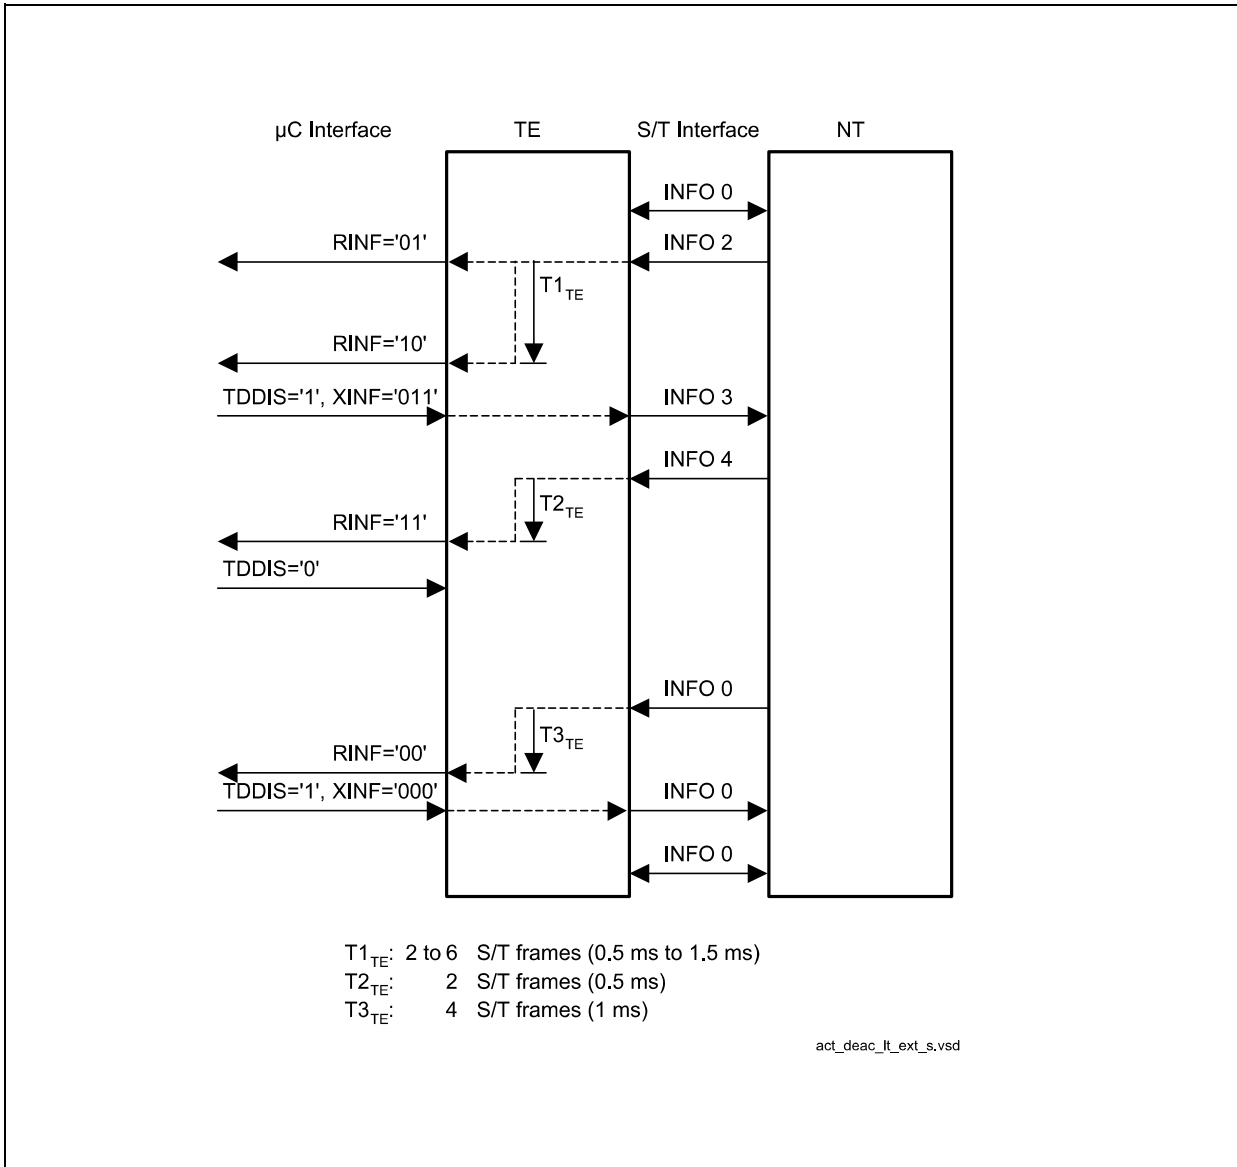 µC Interface TE S/T Interface NT
INFO 0
RINF='01' INFO 2
T1TE
RINF='10'
TDDIS='1', XINF='011' INFO 3
INFO 4
T2TE
RINF='11'
TDDIS='0'
INFO 0
T3TE
RINF='00'
TDDIS='1', XINF='000' INFO 0
INFO 0
T1TE: 2 to 6 S/T frames (0.5 ms to 1.5 ms)
T2TE: 2 S/T frames (0.5 ms)
T3TE: 4 S/T frames (1 ms)
act_deac_lt_ext_s.vsd